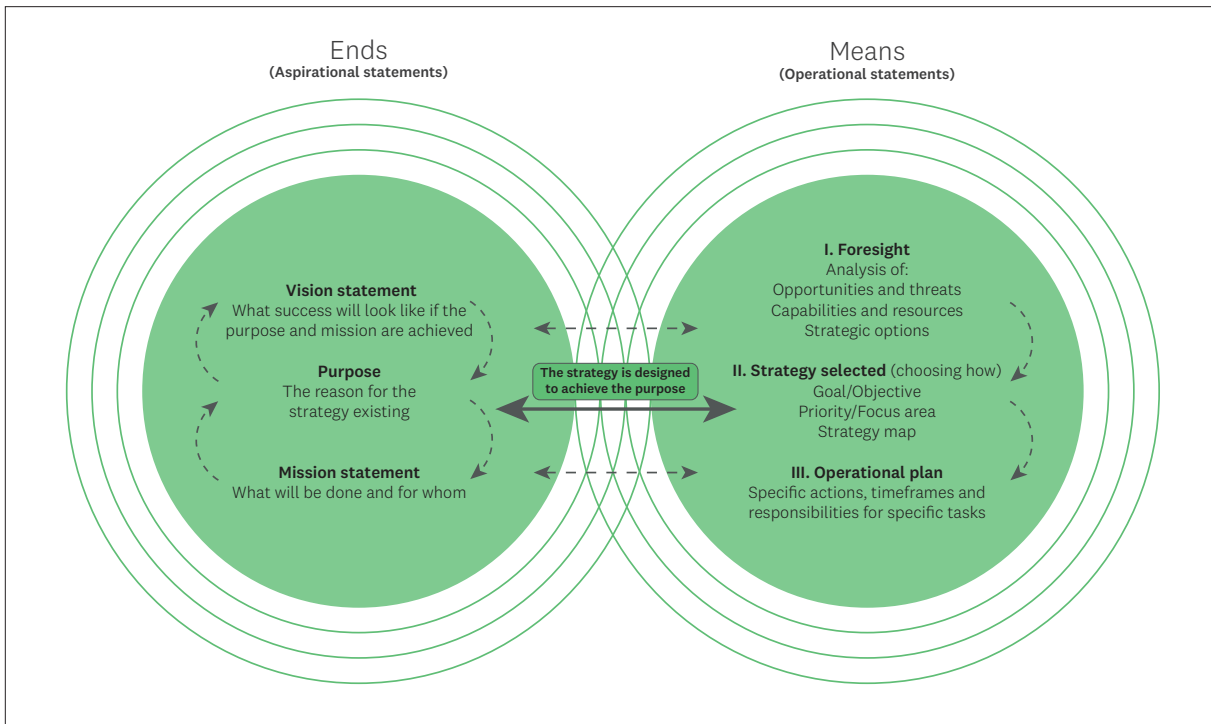 Ends
(Aspirational statements)
Means
(Operational statements)
Vision statement
What success will look like if the
purpose and mission are achieved
Purpose
The reason for the
strategy existing
Mission statement
What will be done and for whom
The strategy is designed
to achieve the purpose
I. Foresight
Analysis of:
Opportunities and threats
Capabilities and resources
Strategic options
II. Strategy selected (choosing how)
Goal/Objective
Priority/Focus area
Strategy map
III. Operational plan
Specific actions, timeframes and
responsibilities for specific tasks